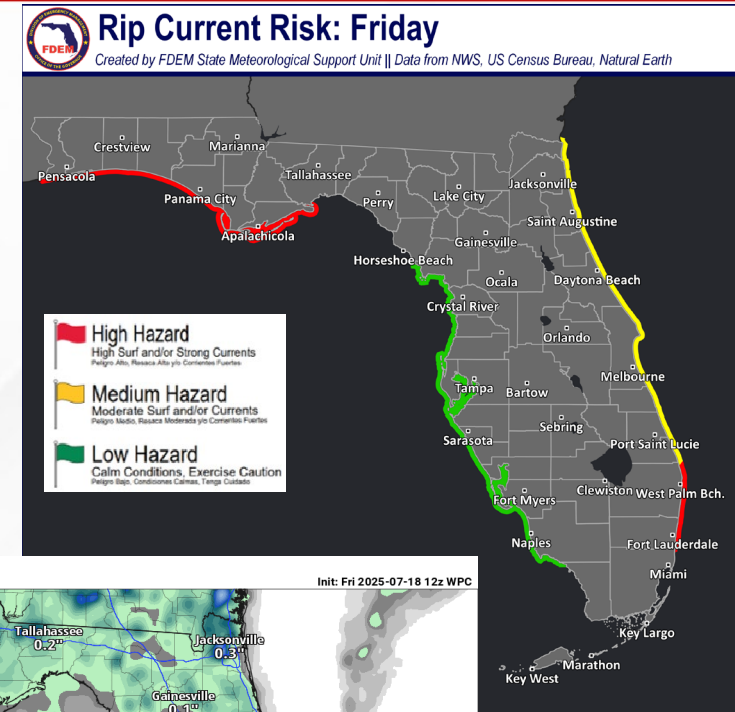 Rip Current Risk: Friday
Created by FDEM State Meteorological Support Unit || Data from NWS, US Census Bureau, Natural Earth
FDEM
Crestview
Marianna
Pensacola
Tallahassee
Jacksonville
Panama City
Perry
Lake City
Apalachicola
Saint Augustine
Gainesville
Horseshoe Beach
Ocala
Daytona Beach
Crystal River
Orlando
Melbourne
Tampa
Bartow
Sebring
Sarasota
Port Saint Lucie
Clewiston
West Palm Bch.
Fort Myers
Naples
Fort Lauderdale
Miami
Key Largo
Marathon
Key West
High Hazard
High Surf and/or Strong Currents
Peligro Alto, Resaca Alta y/o Corrientes Fuertes
Medium Hazard
Moderate Surf and/or Currents
Peligro Medio, Resaca Moderada y/o Corrientes Fuertes
Low Hazard
Calm Conditions, Exercise Caution
Peligro Bajo, Condiciones Calmas, Tenga Cuidado
Init: Fri 2025-07-18 12z WPC
Tallahassee
0.2"
Jacksonville
0.3"
Gainesville
0.1"